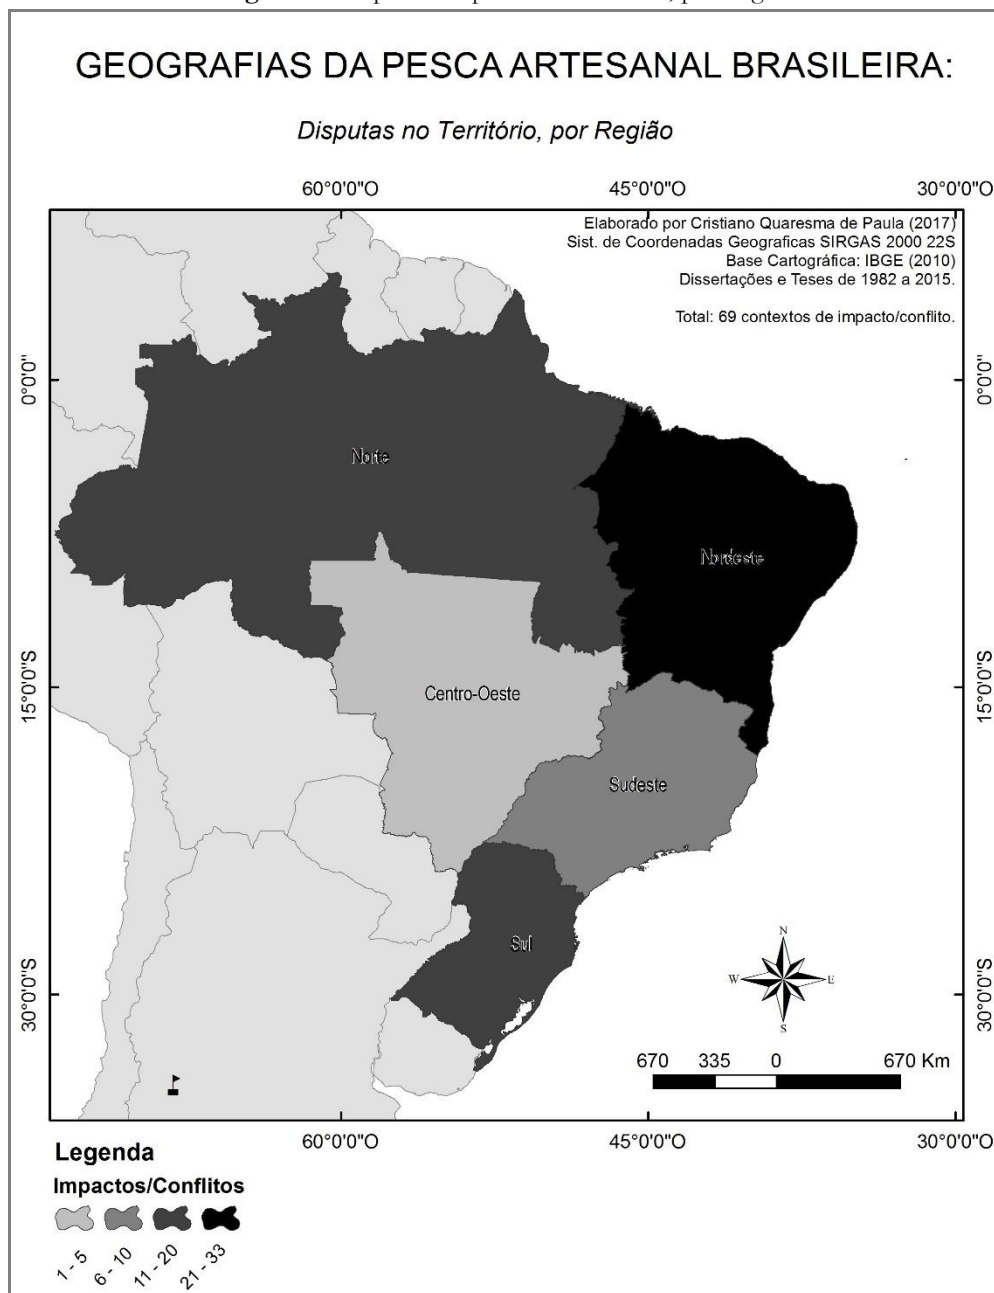 GEOGRAFIAS DA PESCA ARTESANAL BRASILEIRA:
Disputas no Território, por Região
60°0'0"O 45°0'0"O 30°0'0"O
Elaborado por Cristiano Quaresma de Paula (2017)
Sist. de Coordenadas Geograficas SIRGAS 2000 22S
Base Cartográfica: IBGE (2010)
Dissertações e Teses de 1982 a 2015.
Total: 69 contextos de impacto/conflito.
0°0'0" 0°0'0"
Norte
Nordeste
15°0'0"S 15°0'0"S
Centro-Oeste
Sudeste
Sul
N
W E
S
30°0'0"S 30°0'0"S
670 335 0 670 Km
60°0'0"O 45°0'0"O 30°0'0"O
Legenda
Impactos/Conflitos
1 - 5 6 - 10 11 - 20 21 - 33